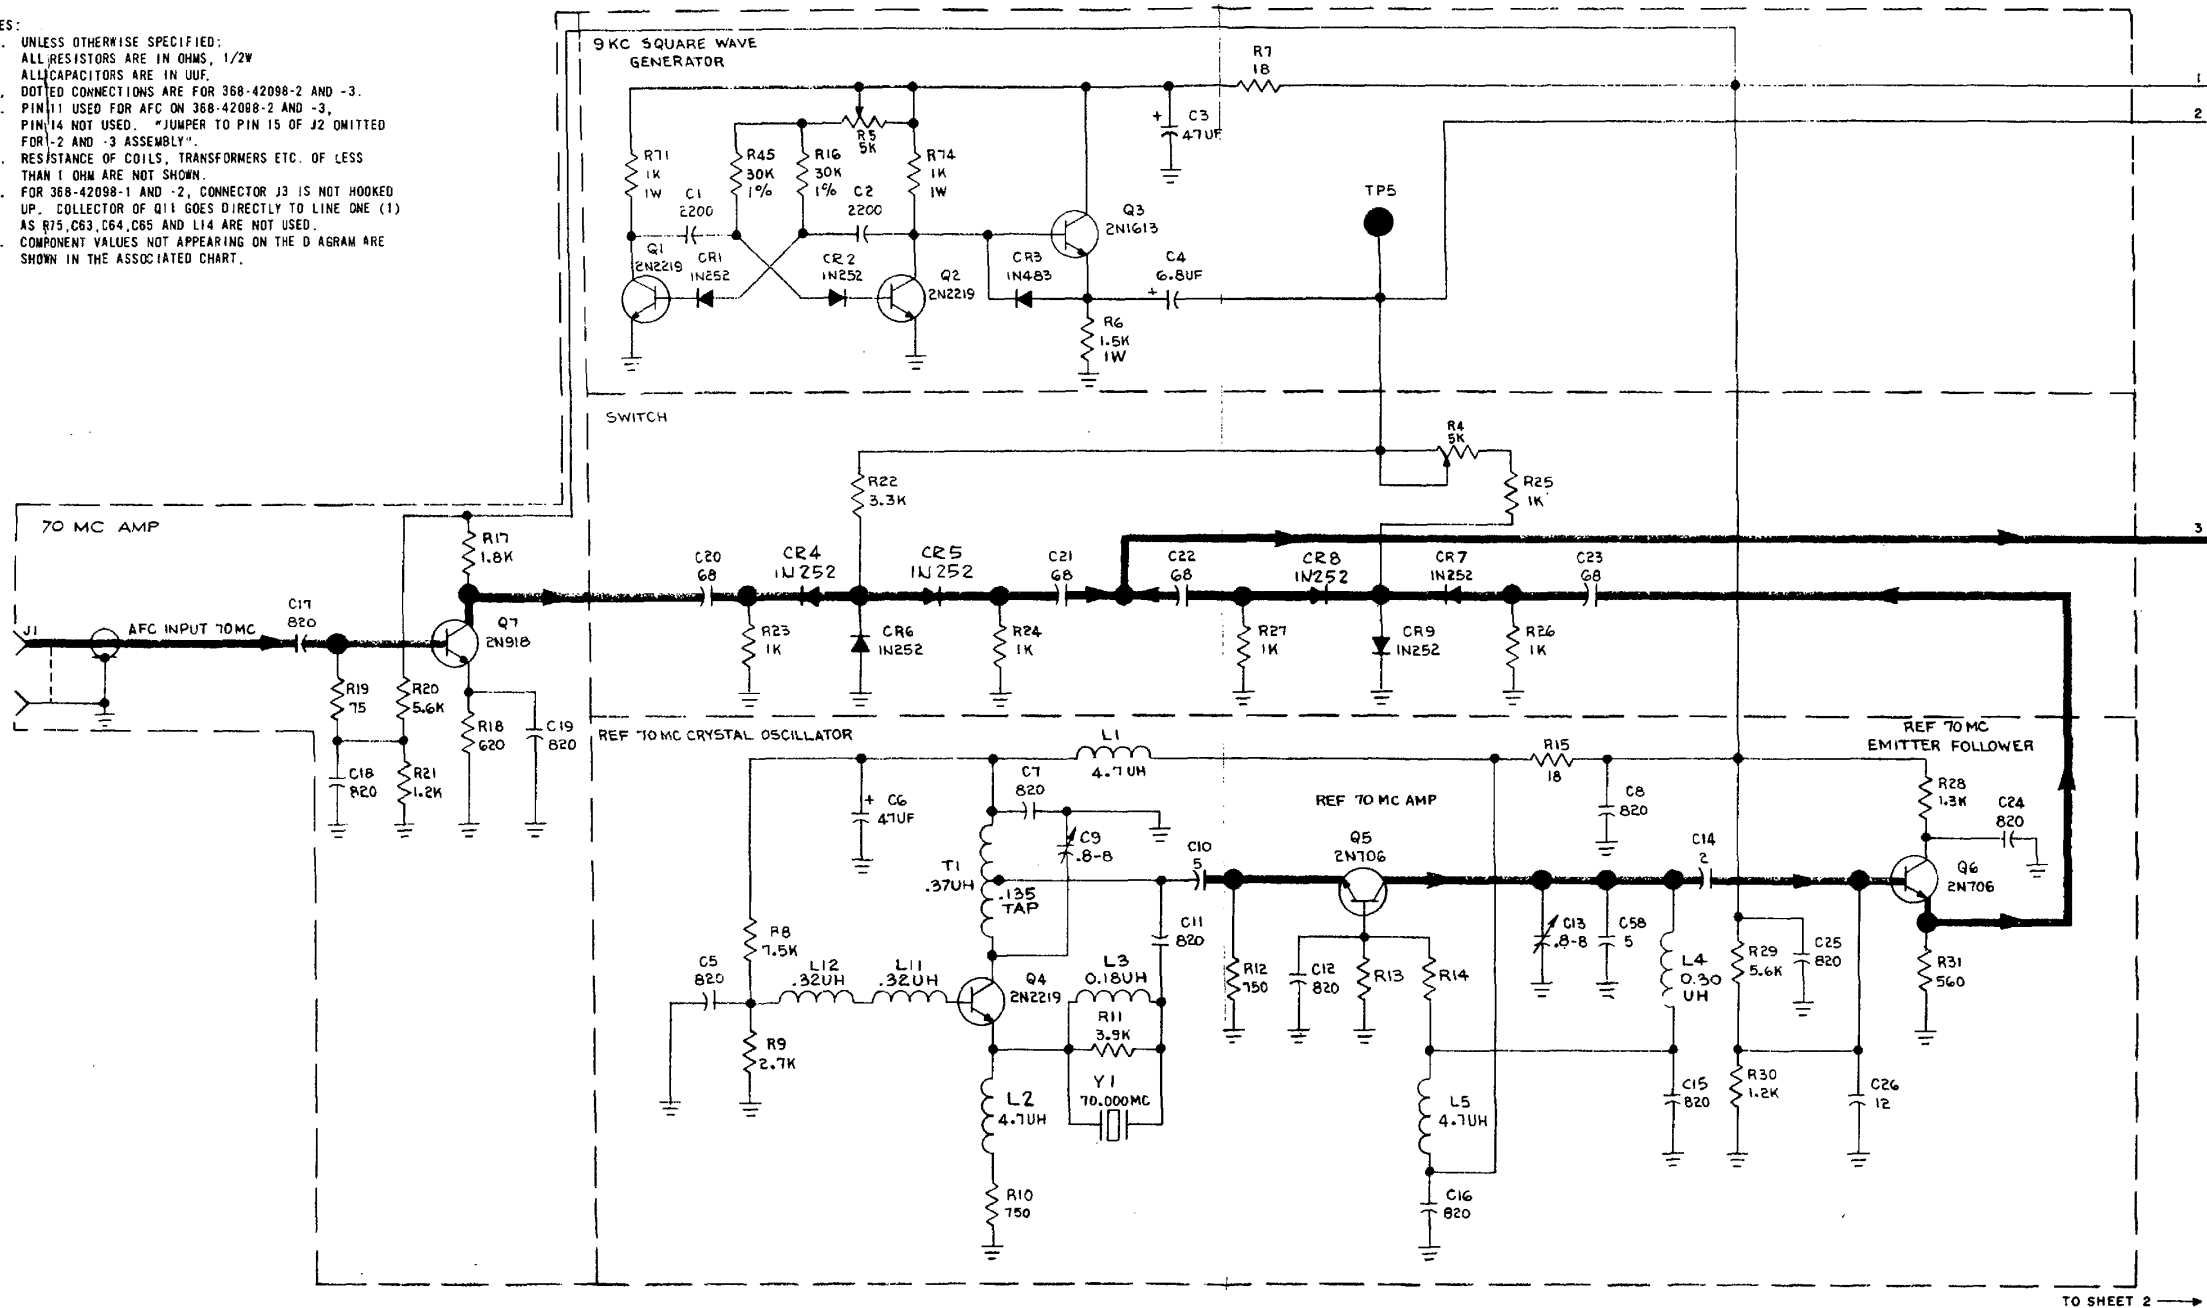 ES:
. UNLESS OTHERWISE SPECIFIED;
ALL RESISTORS ARE IN OHMS, 1/2W
ALL CAPACITORS ARE IN UUF.
. DOTTED CONNECTIONS ARE FOR 368-42098-2 AND -3.
. PIN 11 USED FOR AFC ON 368-42088-2 AND -3,
PIN 14 NOT USED. "JUMPER TO PIN 15 OF J2 OMITTED
FOR -2 AND -3 ASSEMBLY".
. RESISTANCE OF COILS, TRANSFORMERS ETC. OF LESS
THAN 1 OHM ARE NOT SHOWN.
. FOR 368-42098-1 AND -2, CONNECTOR J3 IS NOT HOOKED
UP. COLLECTOR OF Q11 GOES DIRECTLY TO LINE ONE (1)
AS R75,C63,C64,C65 AND L14 ARE NOT USED.
. COMPONENT VALUES NOT APPEARING ON THE D AGRAM ARE
SHOWN IN THE ASSOCIATED CHART.
9 KC SQUARE WAVE
GENERATOR
R7
18
1
2
C3
+
47UF
R5
5K
R71
1K
1W
R45
30K
1%
R16
30K
1%
R74
1K
1W
C1
2200
C2
2200
Q3
2N1613
TP5
Q1
2N2219
CR1
1N252
CR2
1N252
Q2
2N2219
CR3
1N483
C4
6.8UF
+
R6
1.5K
1W
SWITCH
R4
5K
R22
3.3K
R25
1K
70 MC AMP
R17
1.8K
3
C20
68
CR4
1N252
CR5
1N252
C21
68
C22
68
CR8
1N252
CR7
1N252
C23
68
J1
AFC INPUT 70MC
C17
820
Q7
2N918
R23
1K
CR6
1N252
R24
1K
R27
1K
CR9
1N252
R26
1K
R19
75
R20
5.6K
R18
620
C19
820
C18
820
R21
1.2K
REF 70 MC CRYSTAL OSCILLATOR
L1
4.7 UH
R15
18
REF 70 MC
EMITTER FOLLOWER
C6
+
47UF
C7
820
C9
.8-8
REF 70 MC AMP
C8
820
R28
1.3K
C24
820
T1
.37UH
.135
TAP
C10
5
Q5
2N706
C14
2
Q6
2N706
R8
7.5K
C11
820
C13
.8-8
C58
5
L4
0.30
UH
R29
5.6K
C25
820
R31
560
C5
820
L12
.32UH
L11
.32UH
Q4
2N2219
L3
0.18UH
R11
3.9K
R12
750
C12
820
R13
R14
R9
2.7K
Y1
70.000MC
L2
4.7UH
L5
4.7UH
C15
820
R30
1.2K
C26
12
R10
750
C16
820
TO SHEET 2